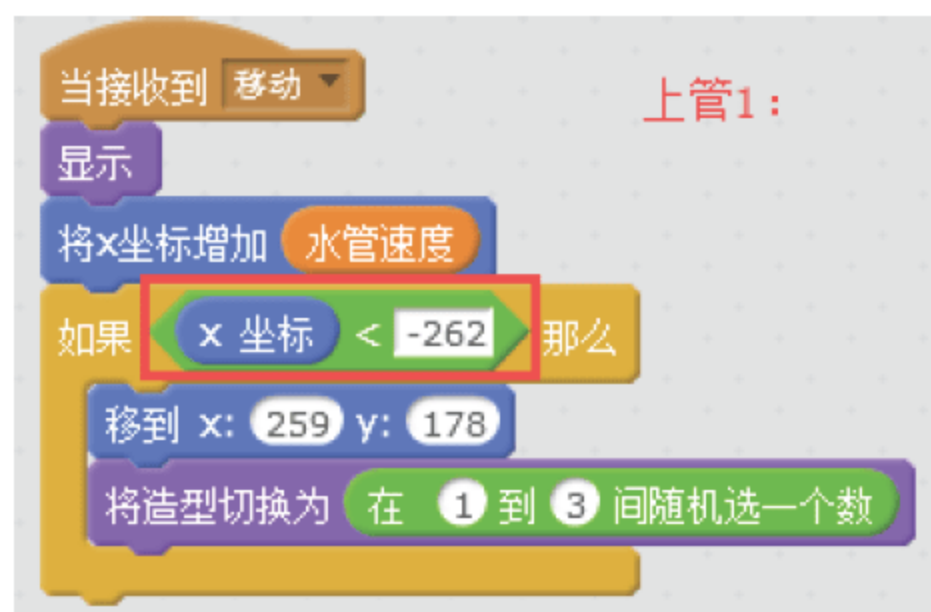 当接收到 移动
上管1：
显示
将x坐标增加 水管速度
如果 x 坐标 < -262 那么
移到 x: 259 y: 178
将造型切换为 在 1 到 3 间随机选一个数